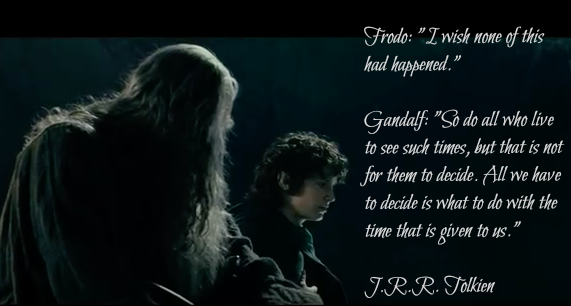 Frodo: "I wish none of this
had happened."
Gandalf: "So do all who live
to see such times, but that is not
for them to decide. All we have
to decide is what to do with the
time that is given to us."
J.R.R. Tolkien